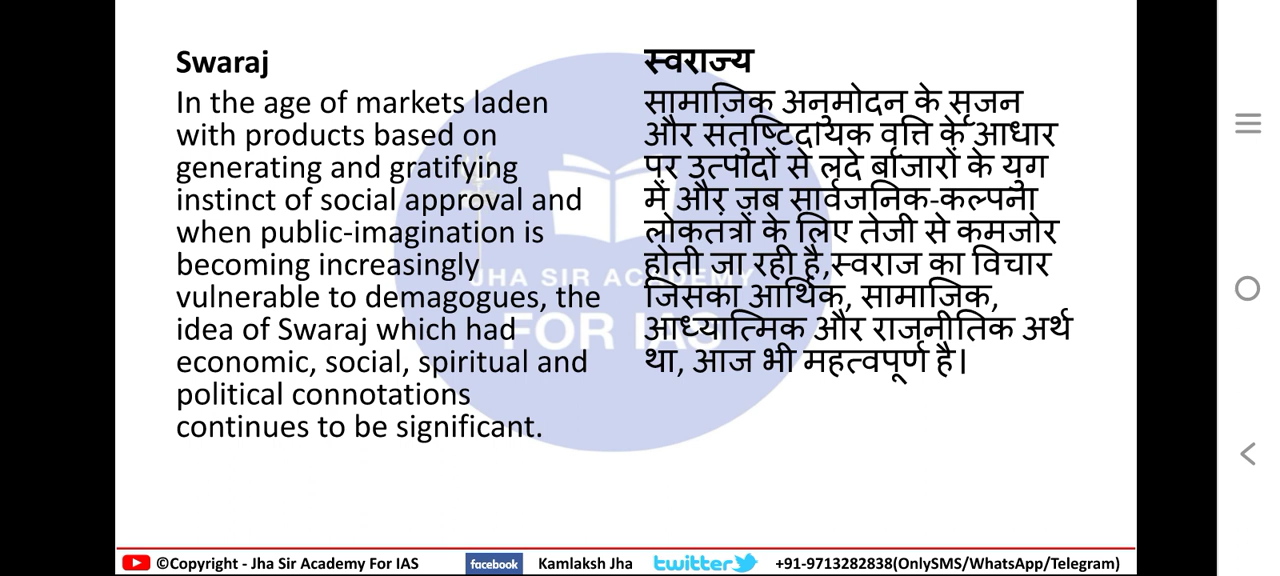 Swaraj
In the age of markets laden
with products based on
generating and gratifying
instinct of social approval and
when public-imagination is
becoming increasingly
vulnerable to demagogues, the
idea of Swaraj which had
economic, social, spiritual and
political connotations
continues to be significant.
स्वराज्य
सामाज़िक अनुमोदन के सृजन
और संतुष्टिदायक वृत्ति के आधार
पर उत्पादों से लदे बाजारों के युग
में और जब सार्वजनिक-कल्पना
लोकतंत्रों के लिए तेजी से कमजोर
होती जा रही है,स्वराज का विचार
जिसका आर्थिक, सामाजिक,
आध्यात्मिक और राजनीतिक अर्थ
था, आज भी महत्वपूर्ण है।
JHA SIR ACADEMY
FOR IAS
©Copyright - Jha Sir Academy For IAS facebook Kamlaksh Jha twitter +91-9713282838(OnlySMS/WhatsApp/Telegram)